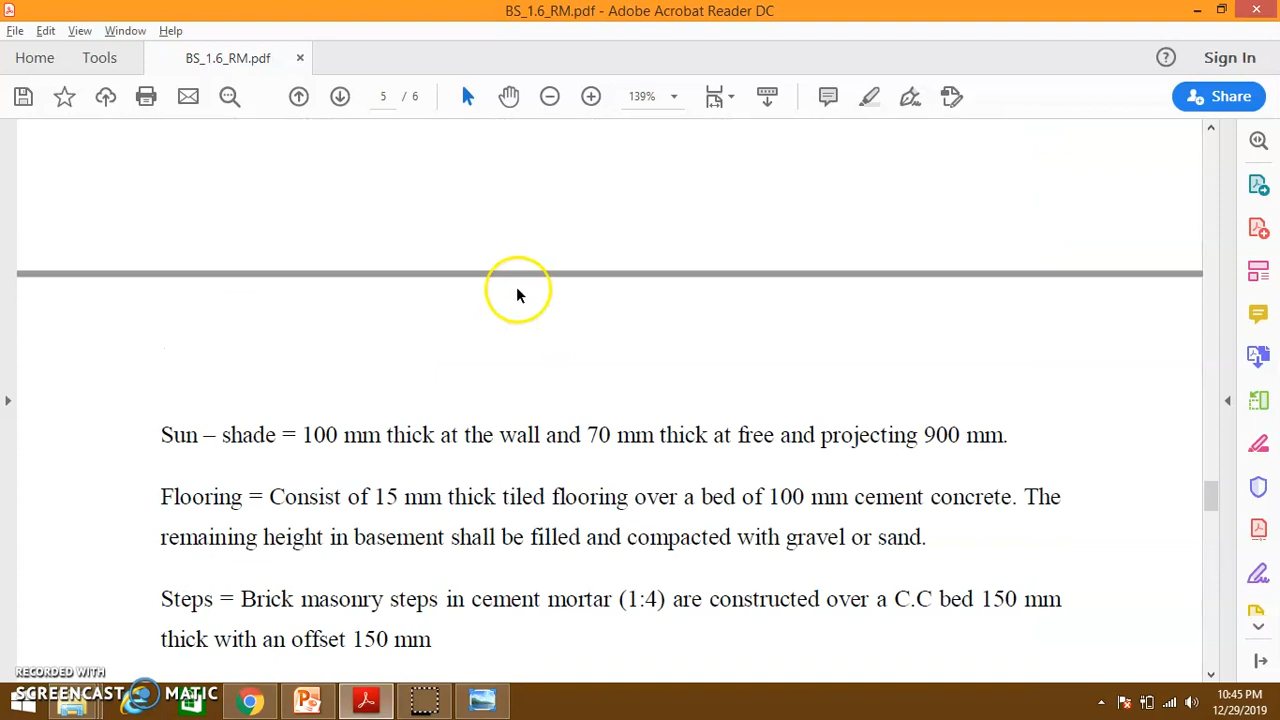 BS_1.6_RM.pdf - Adobe Acrobat Reader DC
File Edit View Window Help
Home Tools BS_1.6_RM.pdf × Sign In
5 / 6 139% Share
Sun – shade = 100 mm thick at the wall and 70 mm thick at free and projecting 900 mm.
Flooring = Consist of 15 mm thick tiled flooring over a bed of 100 mm cement concrete. The
remaining height in basement shall be filled and compacted with gravel or sand.
Steps = Brick masonry steps in cement mortar (1:4) are constructed over a C.C bed 150 mm
thick with an offset 150 mm
RECORDED WITH
SCREENCAST MATIC
10:45 PM
12/29/2019